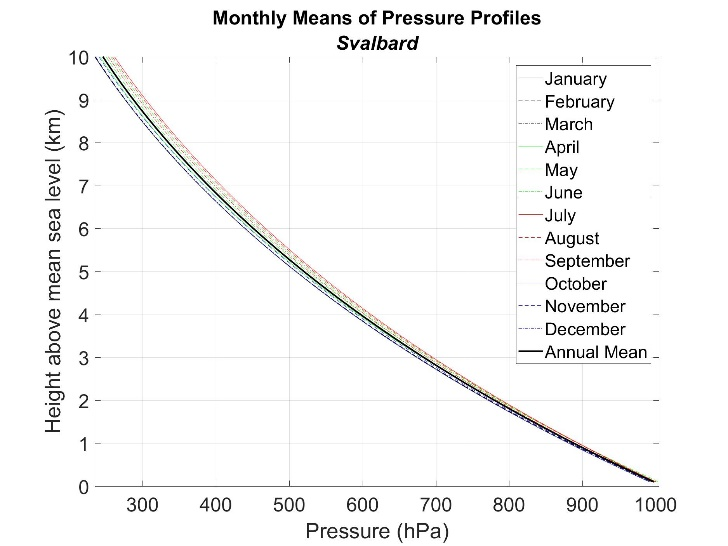 Monthly Means of Pressure Profiles
Svalbard
10
9
8
7
6
5
4
3
2
1
0
Height above mean sea level (km)
January
February
March
April
May
June
July
August
September
October
November
December
Annual Mean
300 400 500 600 700 800 900 1000
Pressure (hPa)